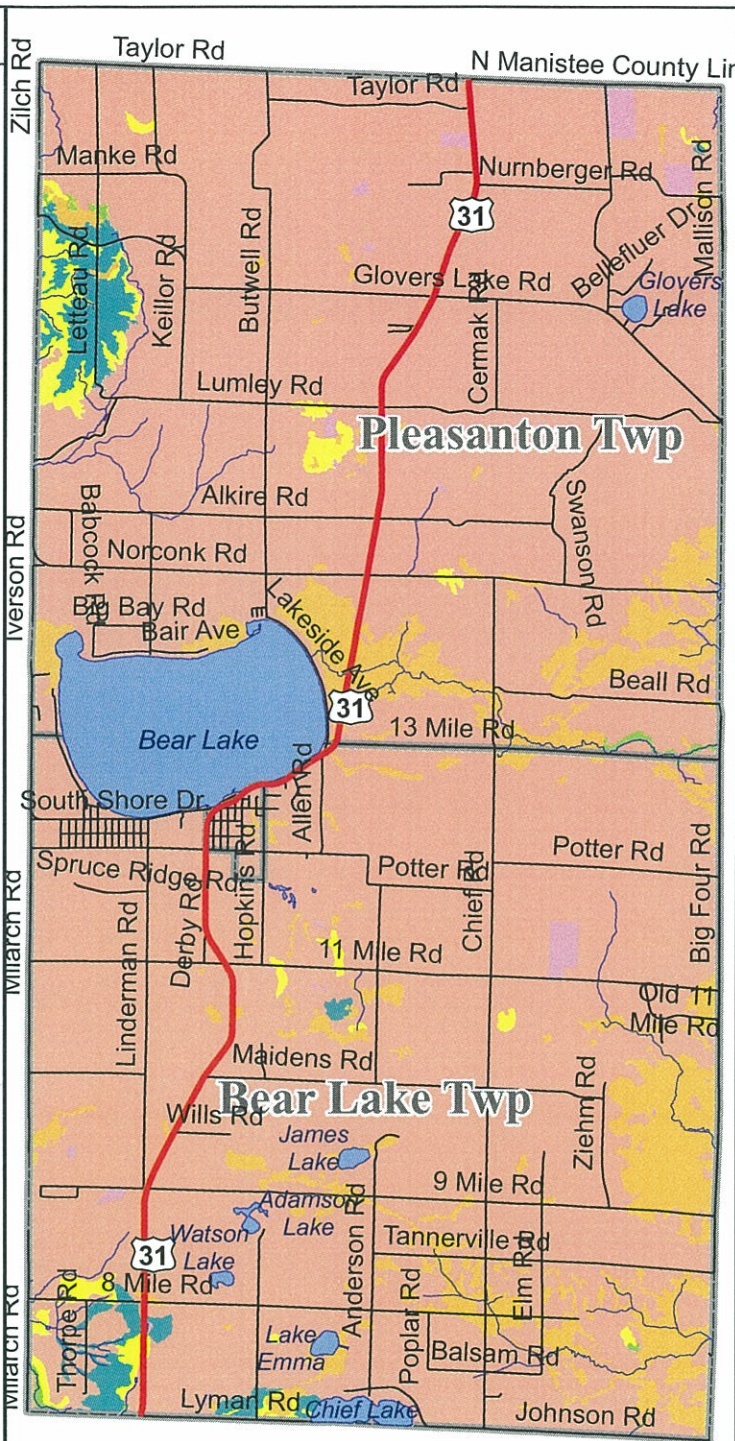 Taylor Rd
N Manistee County Lin
Zilch Rd
Taylor Rd
Manke Rd
Nurnberger Rd
Mallison Rd
31
Bellefluer Dr
Letteau Rd
Keillor Rd
Butwell Rd
Glovers Lake Rd
Glovers
Lake
Cermak Rd
Lumley Rd
Pleasanton Twp
Alkire Rd
Babcock Rd
Swanson Rd
Norconk Rd
Iverson Rd
Big Bay Rd
Bair Ave
Lakeside Ave
Beall Rd
31
13 Mile Rd
Bear Lake
South Shore Dr
Allen Rd
Spruce Ridge Rd
Hopkins Rd
Derby Rd
Potter Rd
Potter Rd
Chief Rd
Big Four Rd
Milarch Rd
Linderman Rd
11 Mile Rd
Old 11
Mile Rd
Maidens Rd
Bear Lake Twp
Wills Rd
Ziehm Rd
James
Lake
9 Mile Rd
Adamson
Lake
Anderson Rd
Watson
Lake
Tannerville Rd
31
Elm Rd
8 Mile Rd
Thorpe Rd
Milarch Rd
Lake
Emma
Poplar Rd
Balsam Rd
Lyman Rd
Chief Lake
Johnson Rd